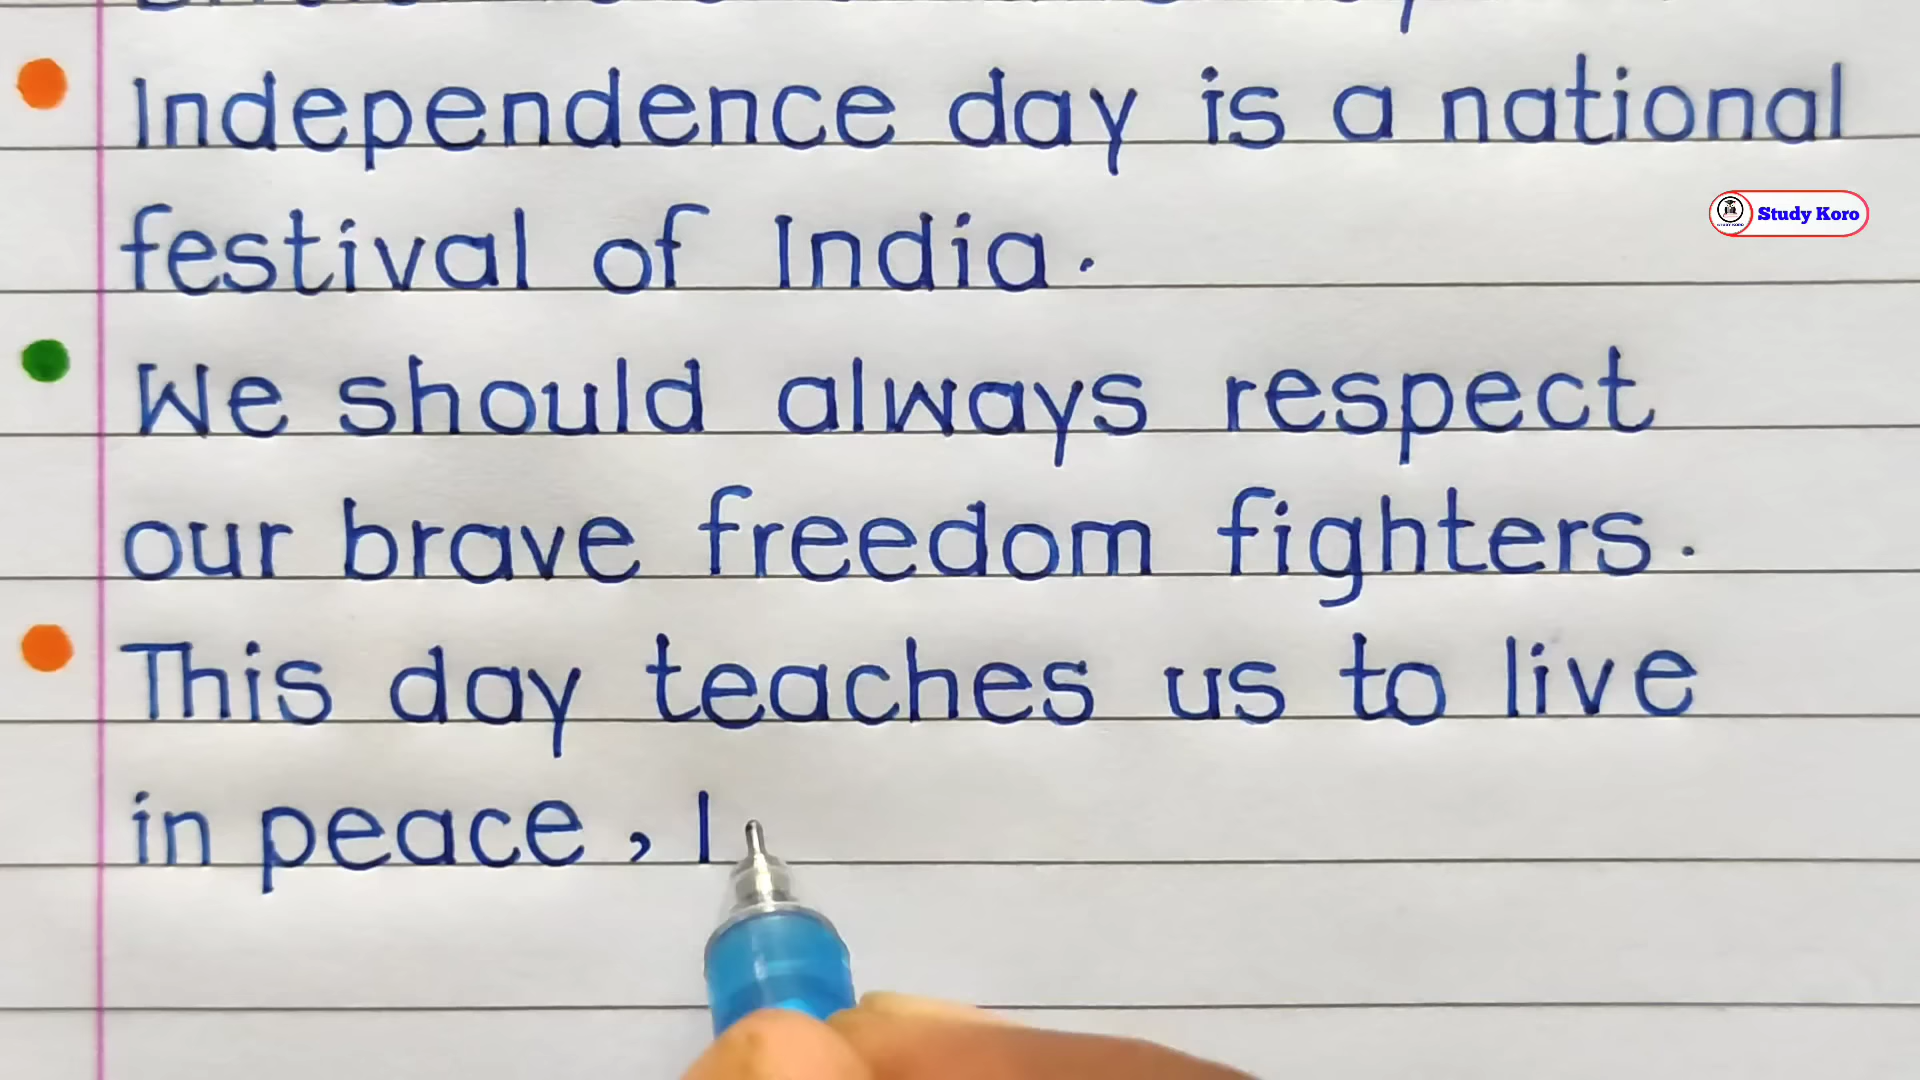 Independence day is a national
Study Koro
festival of India.
We should always respect
our brave freedom fighters.
This day teaches us to live
in peace,